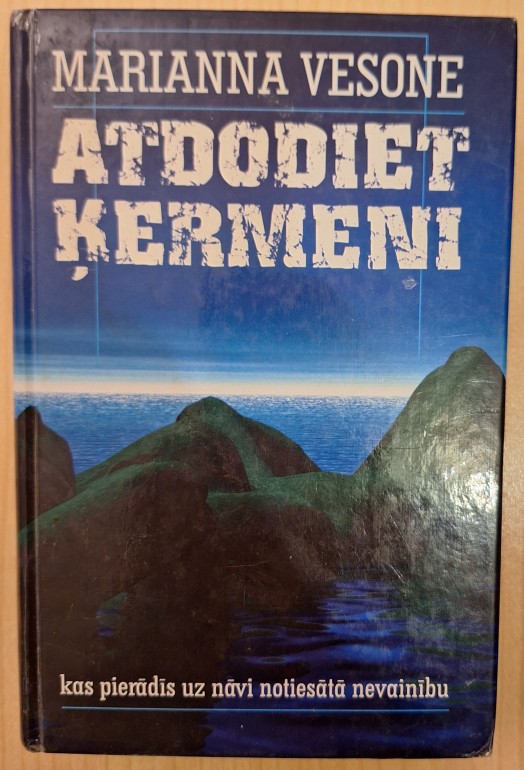 MARIANNA VESONE
ATDODIET
ĶERMENI
kas pierādīs uz nāvi notiesātā nevainību